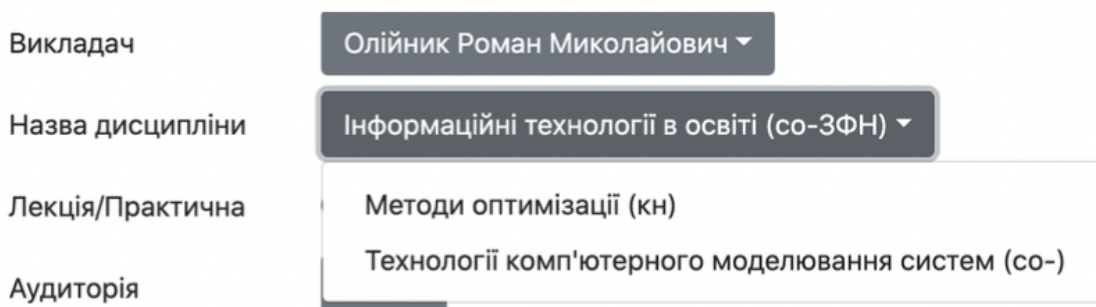 Викладач Олійник Роман Миколайович
Назва дисципліни Інформаційні технології в освіті (со-ЗФН)
Лекція/Практична Методи оптимізації (кн)
Технології комп'ютерного моделювання систем (со-)
Аудиторія